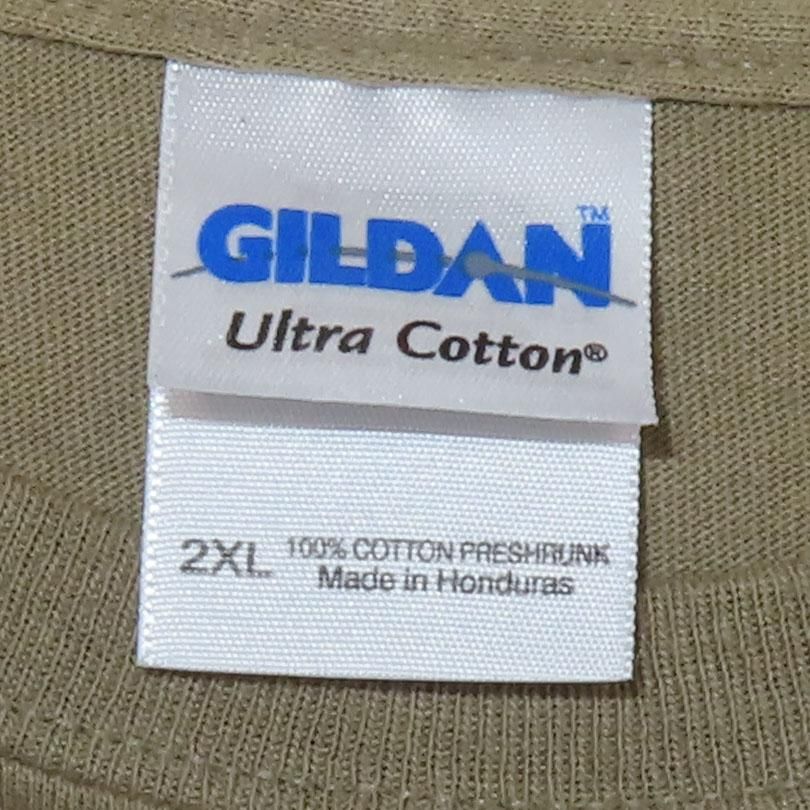 GILDAN™
Ultra Cotton®
2XL 100% COTTON PRESHRUNK
Made in Honduras